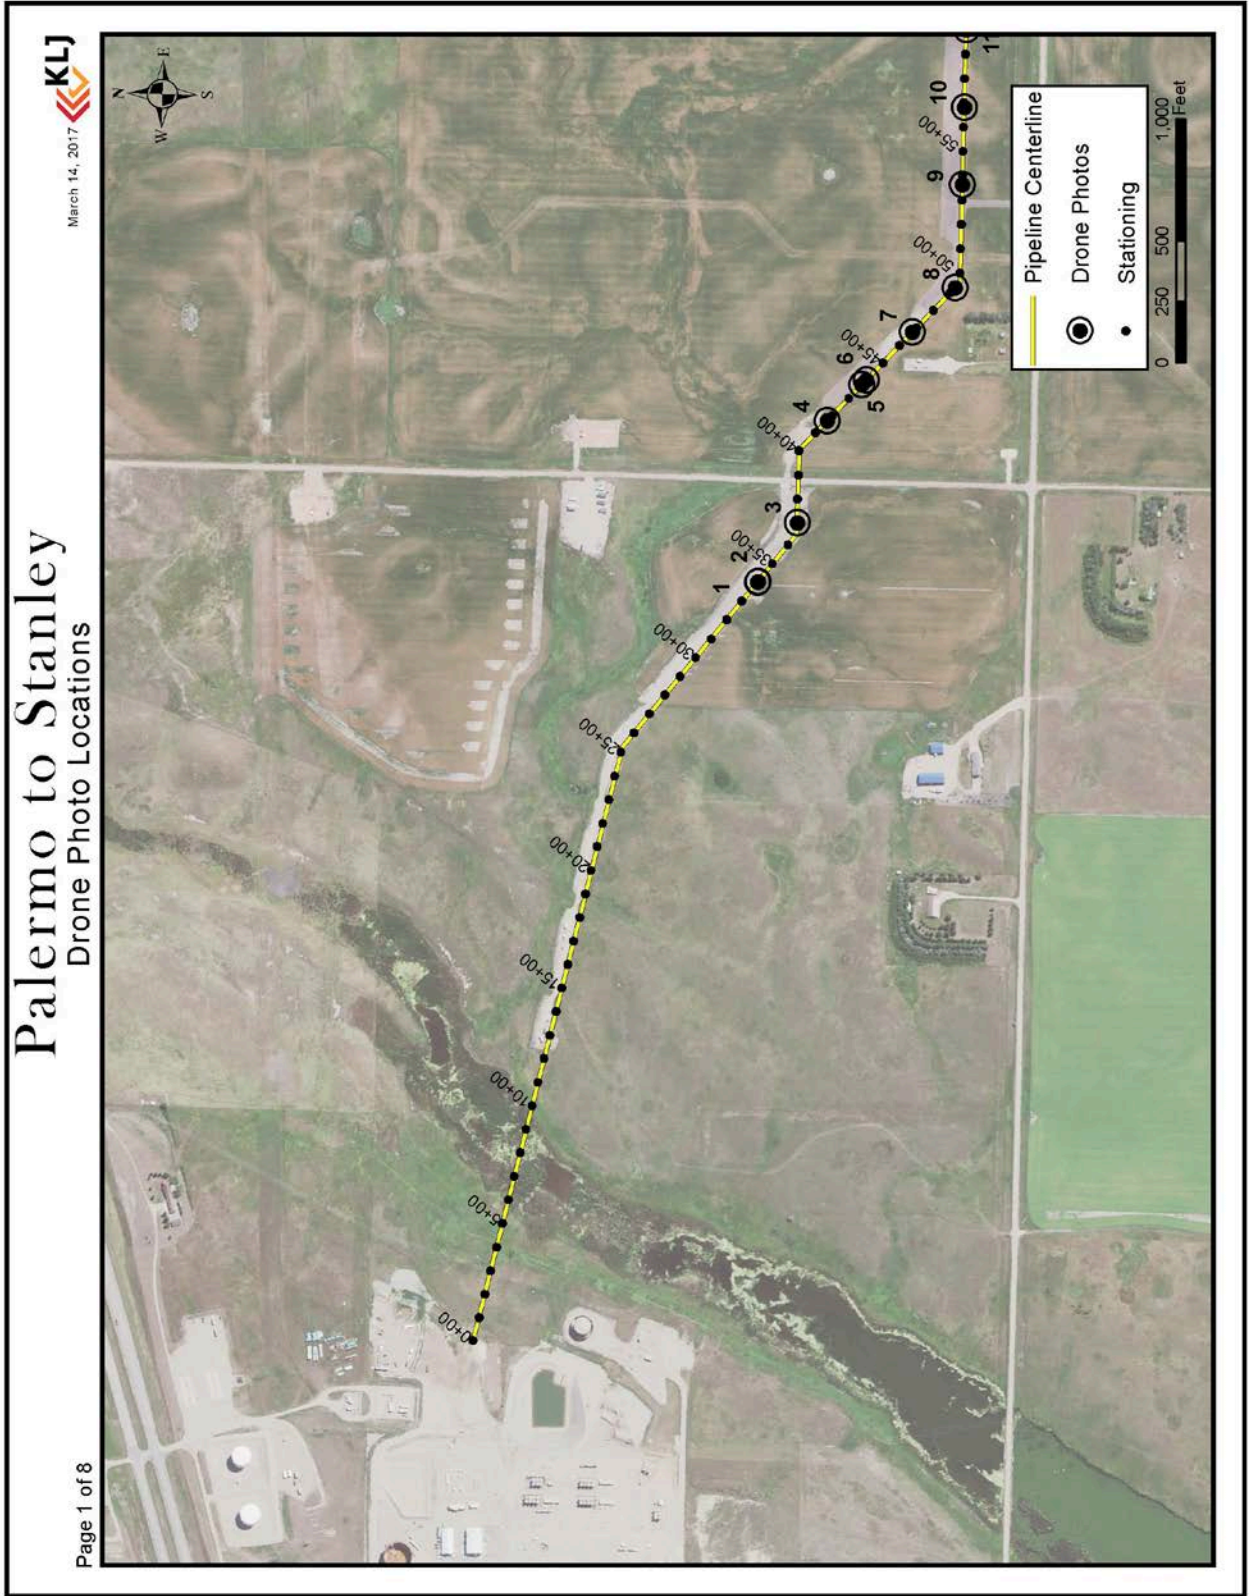 Palermo to Stanley
Drone Photo Locations
Page 1 of 8
March 14, 2017
KLJ
N
W
E
S
0+00
5+00
10+00
15+00
20+00
25+00
30+00
35+00
40+00
45+00
50+00
55+00
1
2
3
4
5
6
7
8
9
10
11
Pipeline Centerline
Drone Photos
Stationing
0 250 500 1,000
Feet